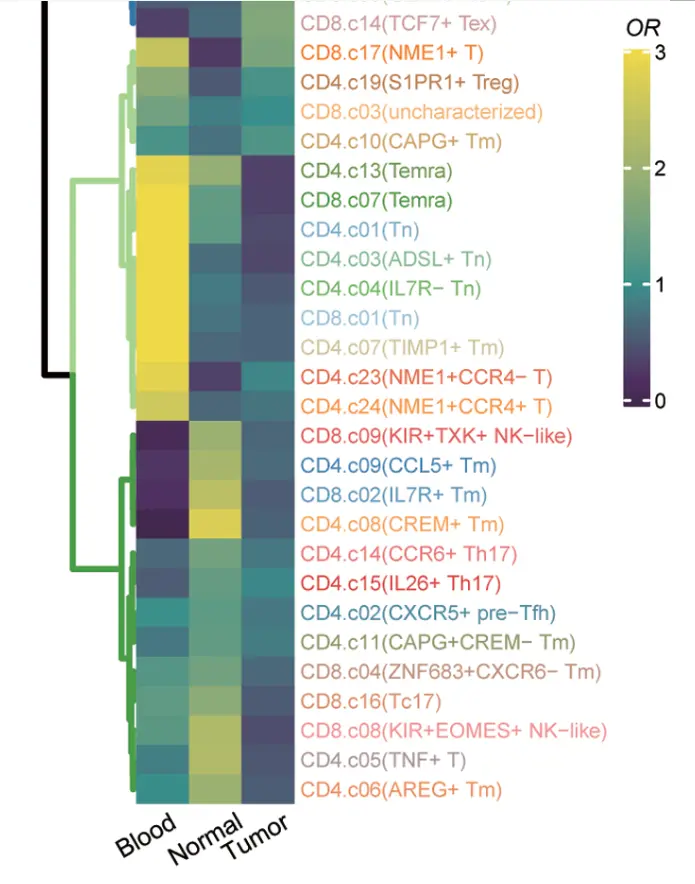 CD8.c14(TCF7+ Tex)
OR
CD8.c17(NME1+ T)
3
CD4.c19(S1PR1+ Treg)
CD8.c03(uncharacterized)
CD4.c10(CAPG+ Tm)
CD4.c13(Temra)
2
CD8.c07(Temra)
CD4.c01(Tn)
CD4.c03(ADSL+ Tn)
CD4.c04(IL7R− Tn)
1
CD8.c01(Tn)
CD4.c07(TIMP1+ Tm)
CD4.c23(NME1+CCR4− T)
CD4.c24(NME1+CCR4+ T)
0
CD8.c09(KIR+TXK+ NK−like)
CD4.c09(CCL5+ Tm)
CD8.c02(IL7R+ Tm)
CD4.c08(CREM+ Tm)
CD4.c14(CCR6+ Th17)
CD4.c15(IL26+ Th17)
CD4.c02(CXCR5+ pre−Tfh)
CD4.c11(CAPG+CREM− Tm)
CD8.c04(ZNF683+CXCR6− Tm)
CD8.c16(Tc17)
CD8.c08(KIR+EOMES+ NK−like)
CD4.c05(TNF+ T)
CD4.c06(AREG+ Tm)
Blood
Normal
Tumor